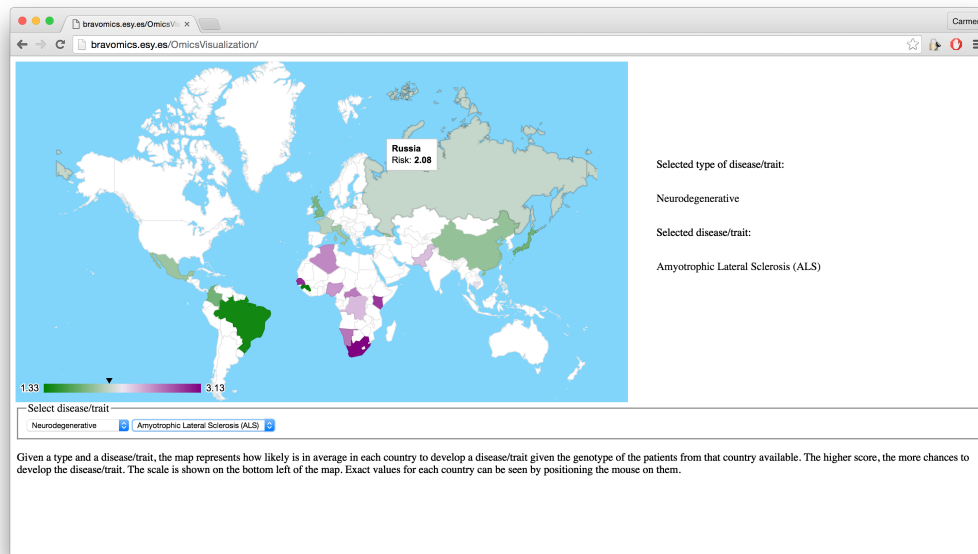 bravomics.esy.es/OmicsVis
Carmen
bravomics.esy.es/OmicsVisualization/
Russia
Risk: 2.08
Selected type of disease/trait:
Neurodegenerative
Selected disease/trait:
Amyotrophic Lateral Sclerosis (ALS)
1.33
3.13
Select disease/trait
Neurodegenerative
Amyotrophic Lateral Sclerosis (ALS)
Given a type and a disease/trait, the map represents how likely is in average in each country to develop a disease/trait given the genotype of the patients from that country available. The higher score, the more chances to
develop the disease/trait. The scale is shown on the bottom left of the map. Exact values for each country can be seen by positioning the mouse on them.